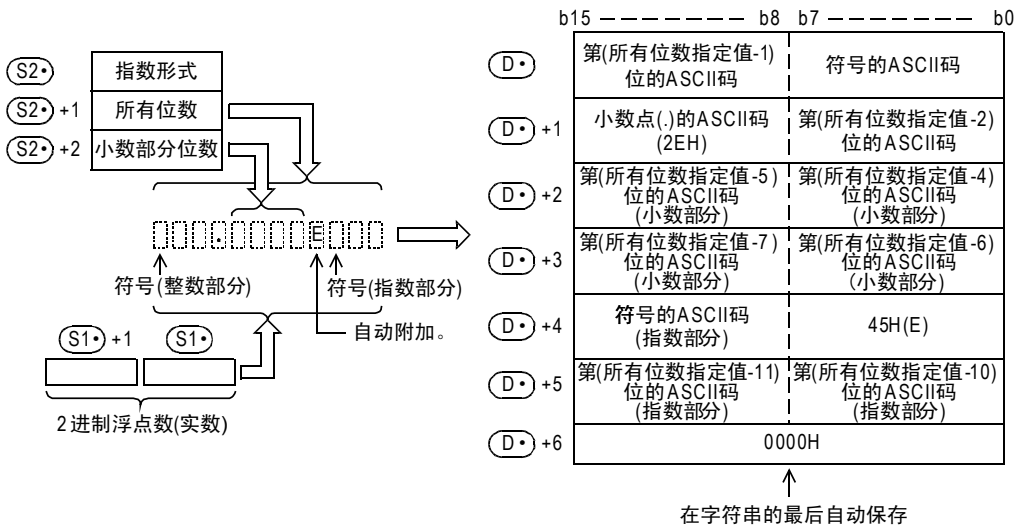 S2• 指数形式
S2• +1 所有位数
S2• +2 小数部分位数
. E
符号(整数部分) 符号(指数部分)
自动附加。
S1• +1 S1•
2进制浮点数(实数)
b15 b8 b7 b0
D•
第(所有位数指定值-1)
位的ASCII码
符号的ASCII码
D• +1
小数点(.)的ASCII码
(2EH)
第(所有位数指定值-2)
位的ASCII码
D• +2
第(所有位数指定值-5)
位的ASCII码
(小数部分)
第(所有位数指定值-4)
位的ASCII码
(小数部分)
D• +3
第(所有位数指定值-7)
位的ASCII码
(小数部分)
第(所有位数指定值-6)
位的ASCII码
(小数部分)
D• +4
符号的ASCII码
(指数部分)
45H(E)
D• +5
第(所有位数指定值-11)
位的ASCII码
(指数部分)
第(所有位数指定值-10)
位的ASCII码
(指数部分)
D• +6
0000H
在字符串的最后自动保存